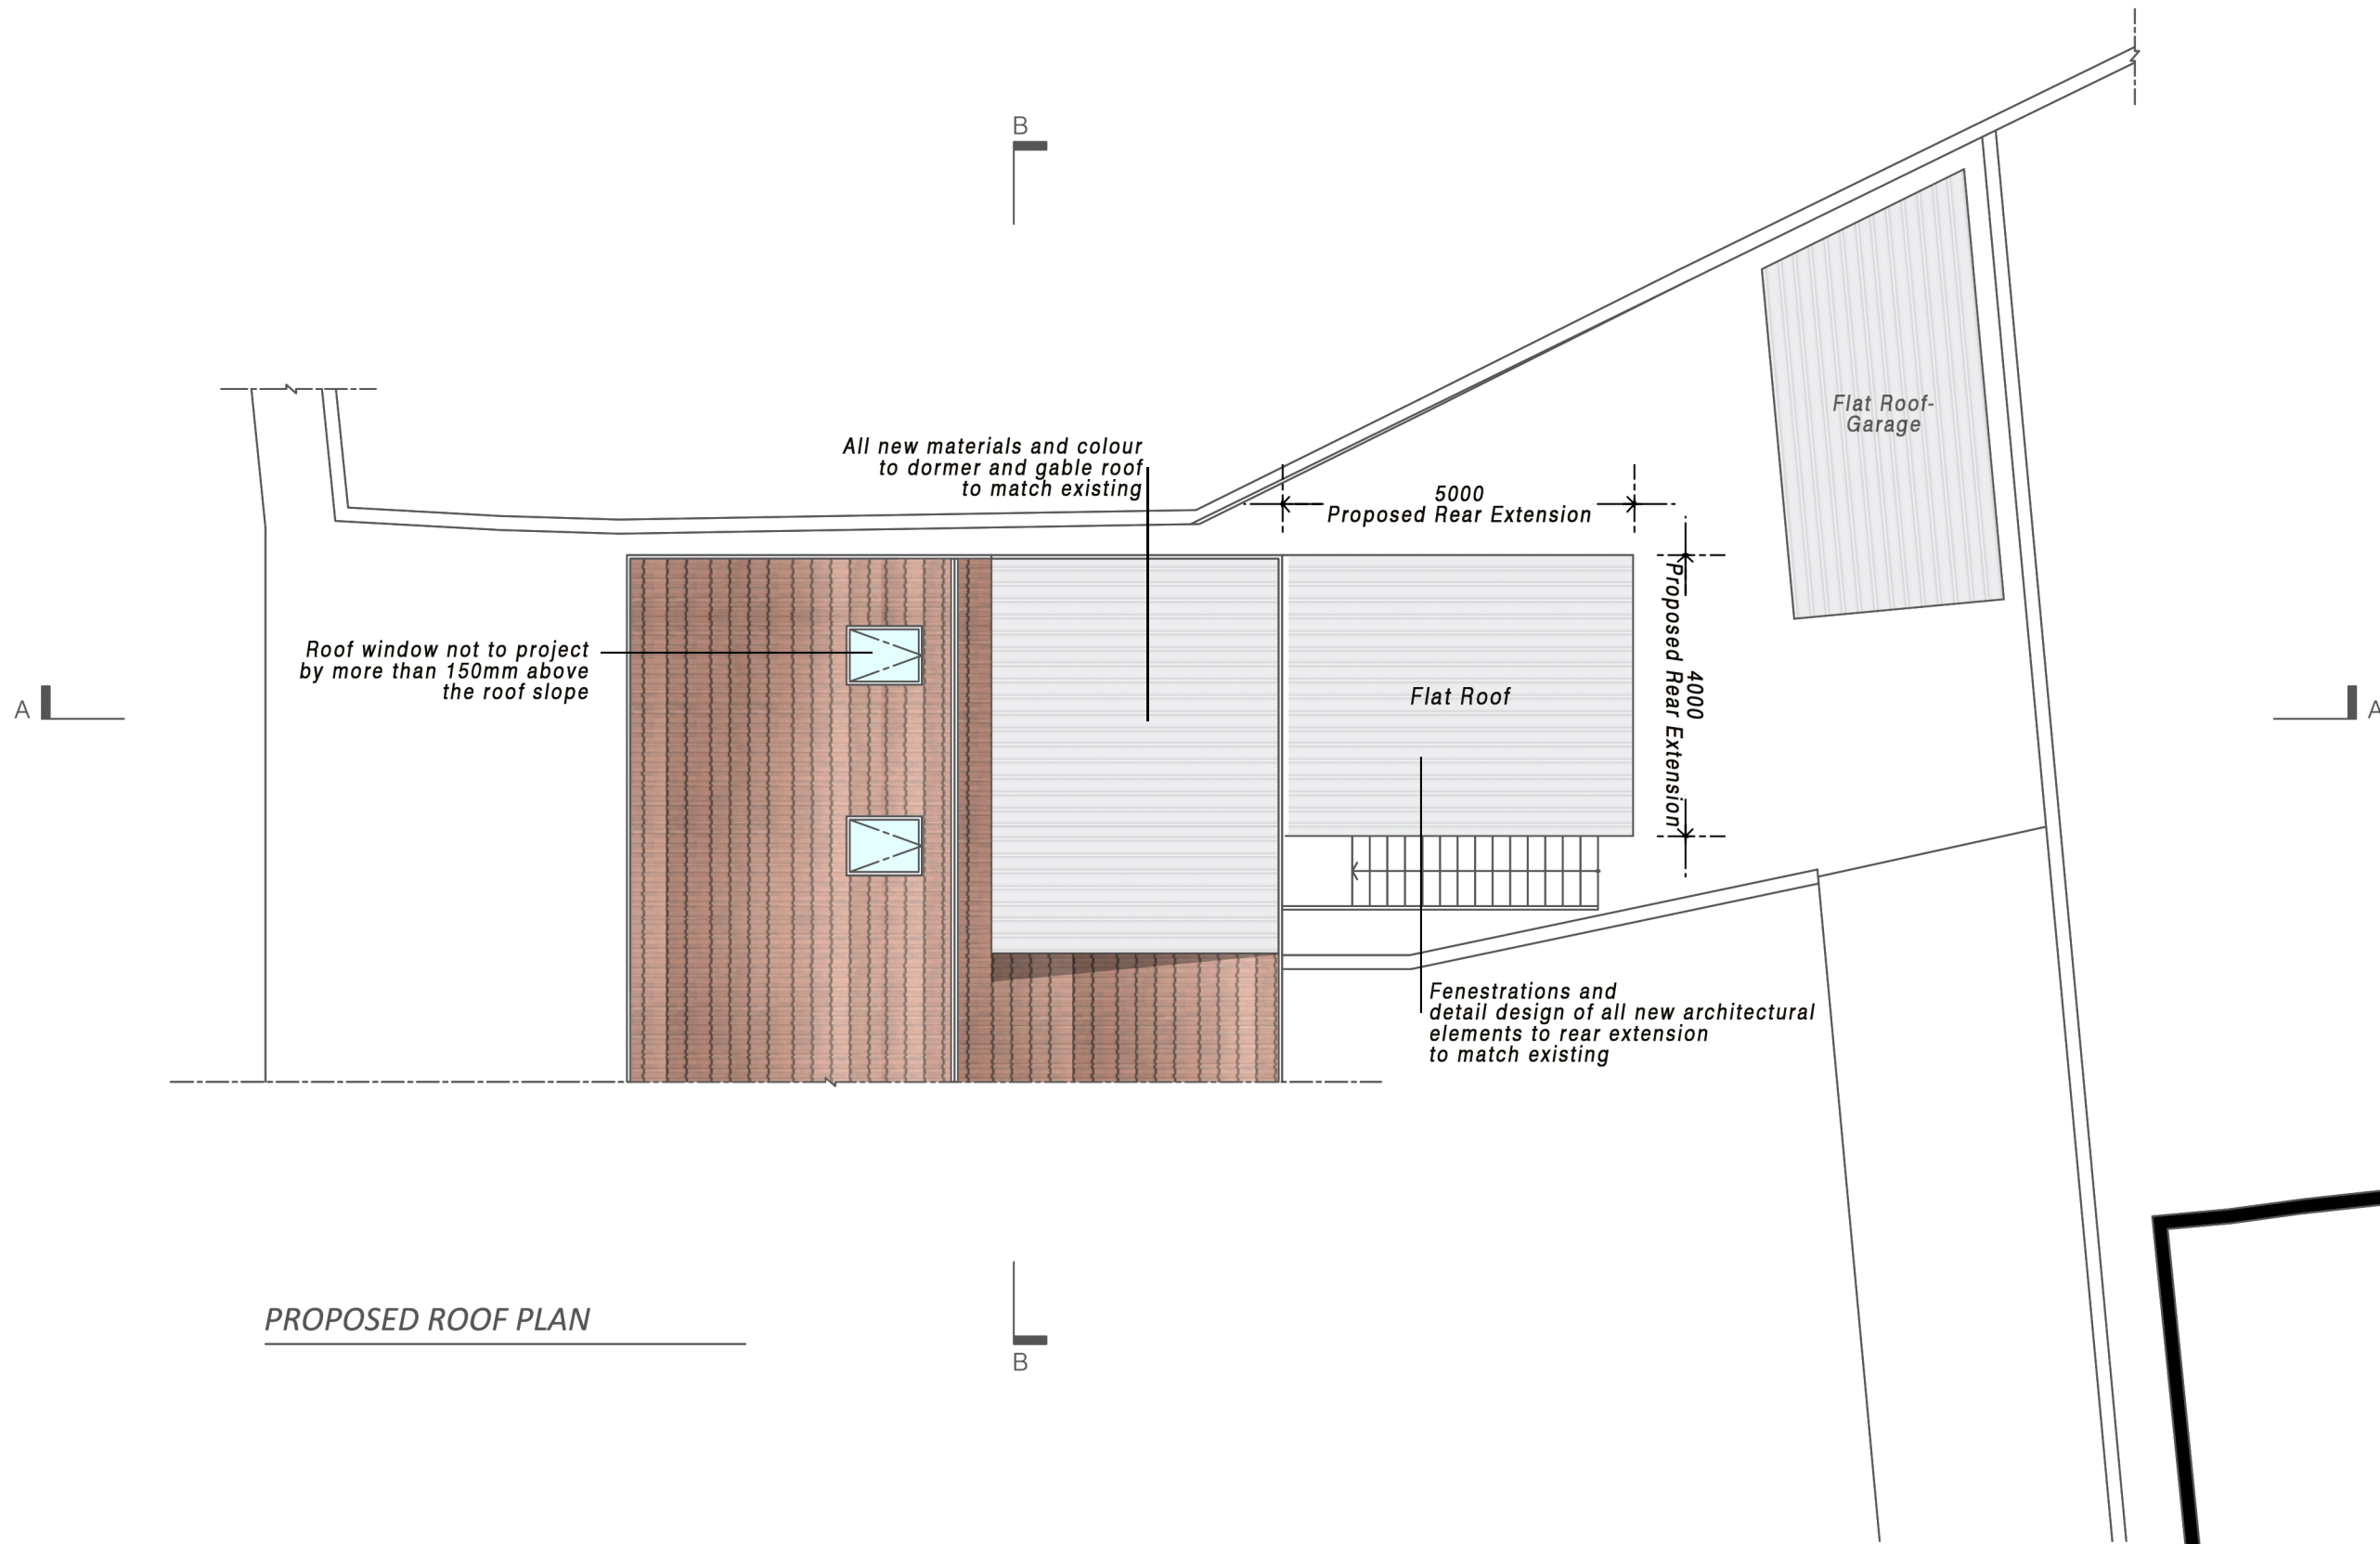 B
All new materials and colour
to dormer and gable roof
to match existing
Flat Roof-
Garage
5000
Proposed Rear Extension
4000
Proposed Rear Extension
Roof window not to project
by more than 150mm above
the roof slope
Flat Roof
A
A
Fenestrations and
detail design of all new architectural
elements to rear extension
to match existing
PROPOSED ROOF PLAN
B